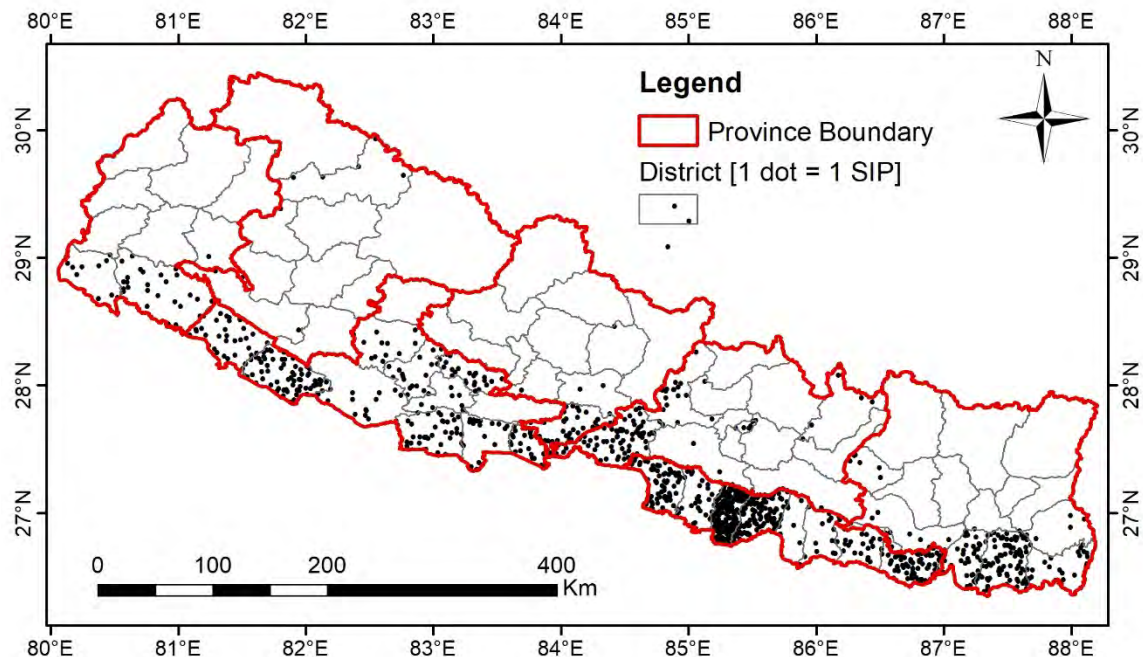 80°E 81°E 82°E 83°E 84°E 85°E 86°E 87°E 88°E
N
Legend
Province Boundary
District [1 dot = 1 SIP]
30°N 30°N
29°N 29°N
28°N 28°N
27°N 27°N
0 100 200 400
Km
80°E 81°E 82°E 83°E 84°E 85°E 86°E 87°E 88°E